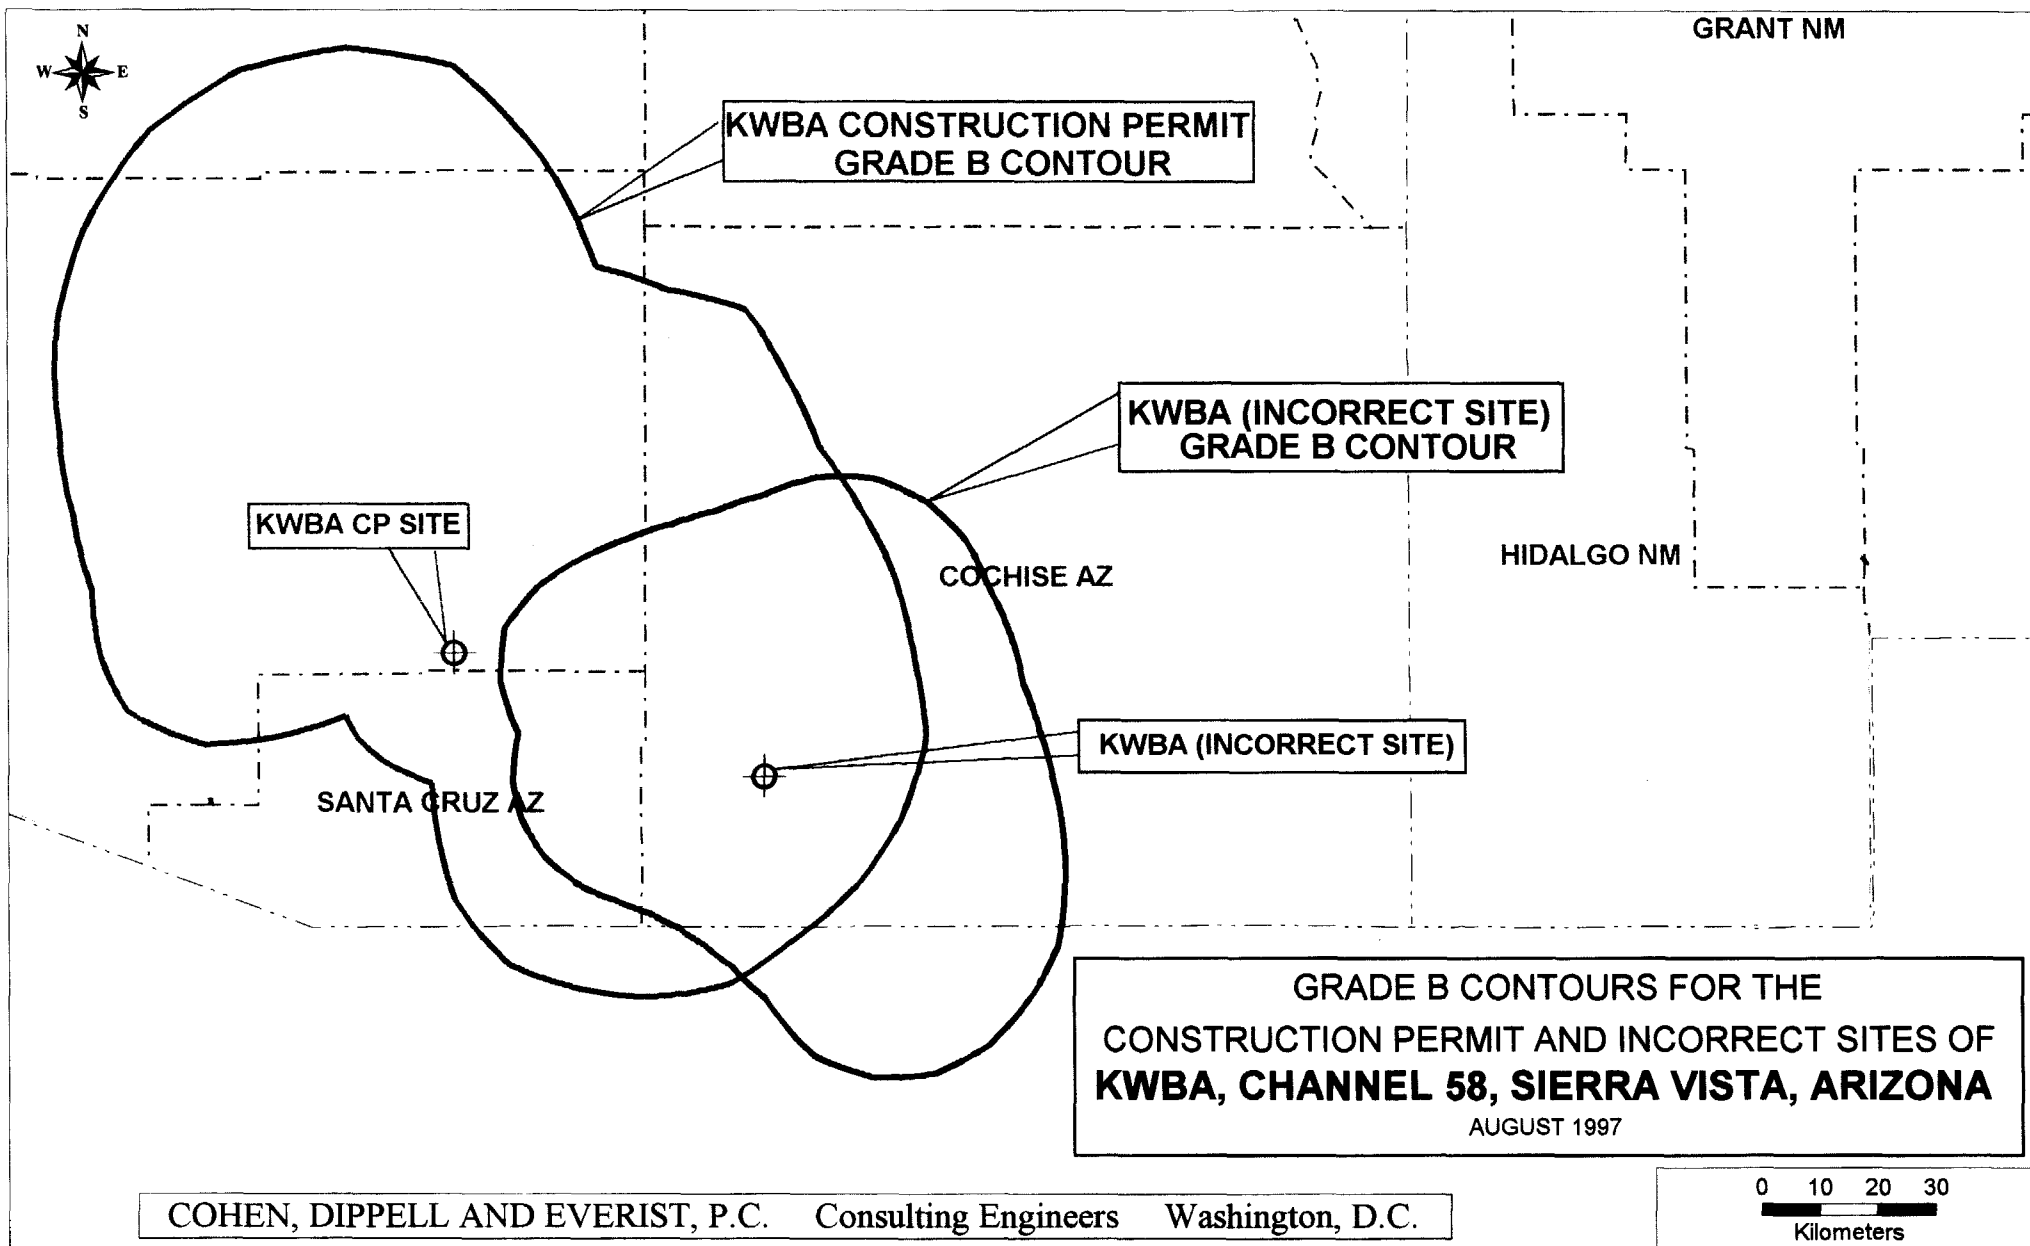 GRANT NM
N
W E
S
KWBA CONSTRUCTION PERMIT
GRADE B CONTOUR
KWBA (INCORRECT SITE)
GRADE B CONTOUR
KWBA CP SITE
HIDALGO NM
COCHISE AZ
KWBA (INCORRECT SITE)
SANTA CRUZ AZ
GRADE B CONTOURS FOR THE
CONSTRUCTION PERMIT AND INCORRECT SITES OF
KWBA, CHANNEL 58, SIERRA VISTA, ARIZONA
AUGUST 1997
0 10 20 30
Kilometers
COHEN, DIPPELL AND EVERIST, P.C. Consulting Engineers Washington, D.C.